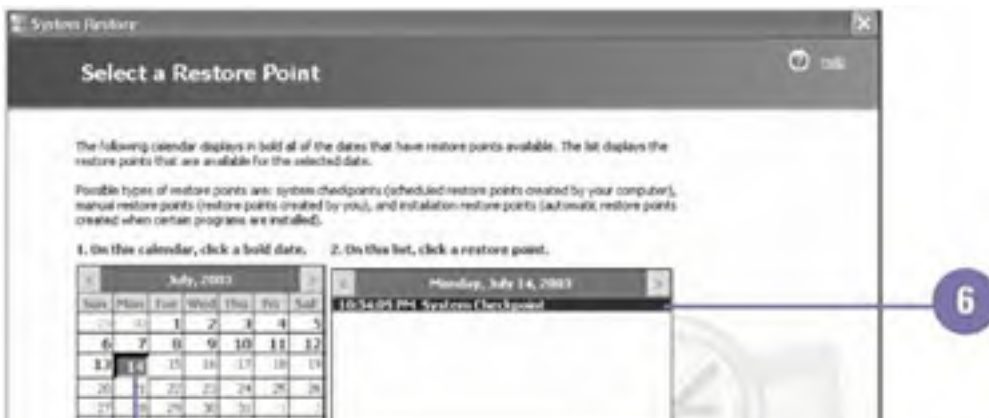 System Restore
Select a Restore Point
Help
The following calendar displays in bold all of the dates that have restore points available. The list displays the
restore points that are available for the selected date.
Possible types of restore points are: system checkpoints (scheduled restore points created by your computer),
manual restore points (restore points created by you), and installation restore points (automatic restore points
created when certain programs are installed).
1. On this calendar, click a bold date. 2. On this list, click a restore point.
< July, 2003 > < Monday, July 14, 2003 >
Sun Mon Tue Wed Thu Fri Sat 10:34:05 PM System Checkpoint
6
29 30 1 2 3 4 5
6 7 8 9 10 11 12
13 14 15 16 17 18 19
20 21 22 23 24 25 26
27 28 29 30 31 1 2